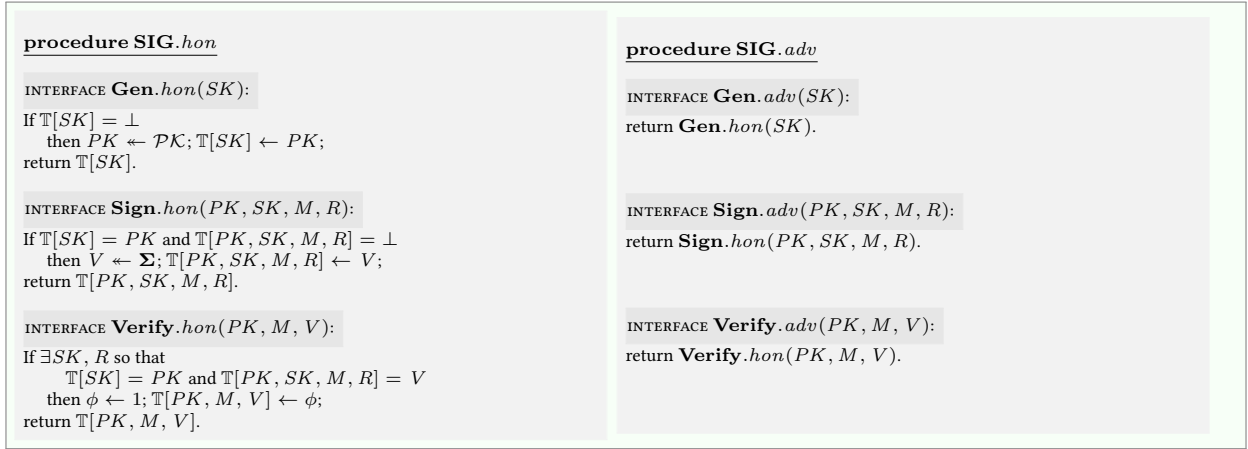 procedure SIG.hon
INTERFACE Gen.hon(SK):
If 𝕋[SK] = ⊥
then PK ↞ 𝒫𝒦; 𝕋[SK] ← PK;
return 𝕋[SK].
INTERFACE Sign.hon(PK, SK, M, R):
If 𝕋[SK] = PK and 𝕋[PK, SK, M, R] = ⊥
then V ↞ Σ; 𝕋[PK, SK, M, R] ← V;
return 𝕋[PK, SK, M, R].
INTERFACE Verify.hon(PK, M, V):
If ∃SK, R so that
𝕋[SK] = PK and 𝕋[PK, SK, M, R] = V
then ϕ ← 1; 𝕋[PK, M, V] ← ϕ;
return 𝕋[PK, M, V].
procedure SIG.adv
INTERFACE Gen.adv(SK):
return Gen.hon(SK).
INTERFACE Sign.adv(PK, SK, M, R):
return Sign.hon(PK, SK, M, R).
INTERFACE Verify.adv(PK, M, V):
return Verify.hon(PK, M, V).